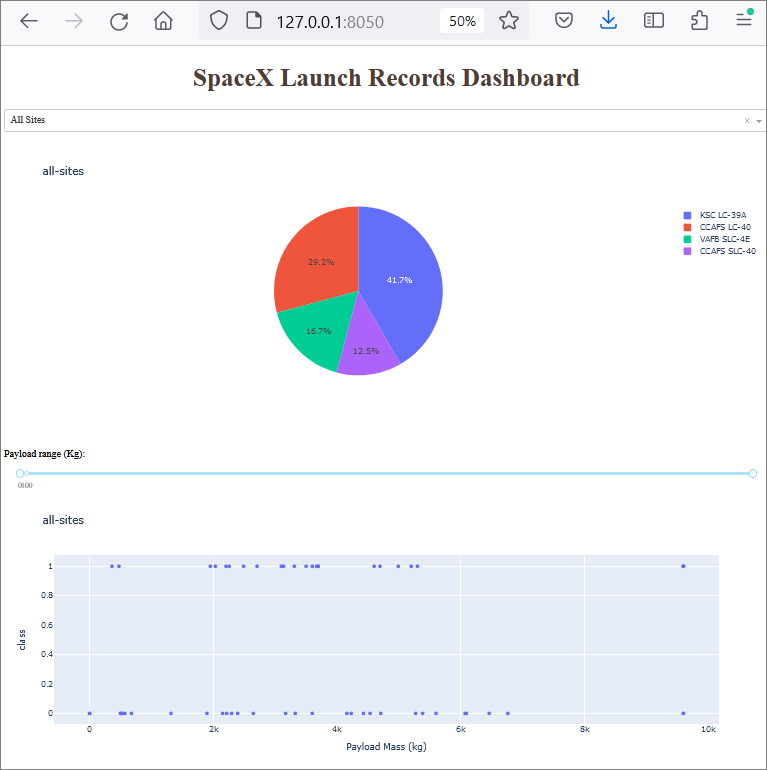 127.0.0.1:8050
50%
SpaceX Launch Records Dashboard
All Sites
×
all-sites
KSC LC-39A
CCAFS LC-40
VAFB SLC-4E
CCAFS SLC-40
29.2%
41.7%
16.7%
12.5%
Payload range (Kg):
0100
all-sites
1
0.8
0.6
0.4
0.2
0
class
0 2k 4k 6k 8k 10k
Payload Mass (kg)